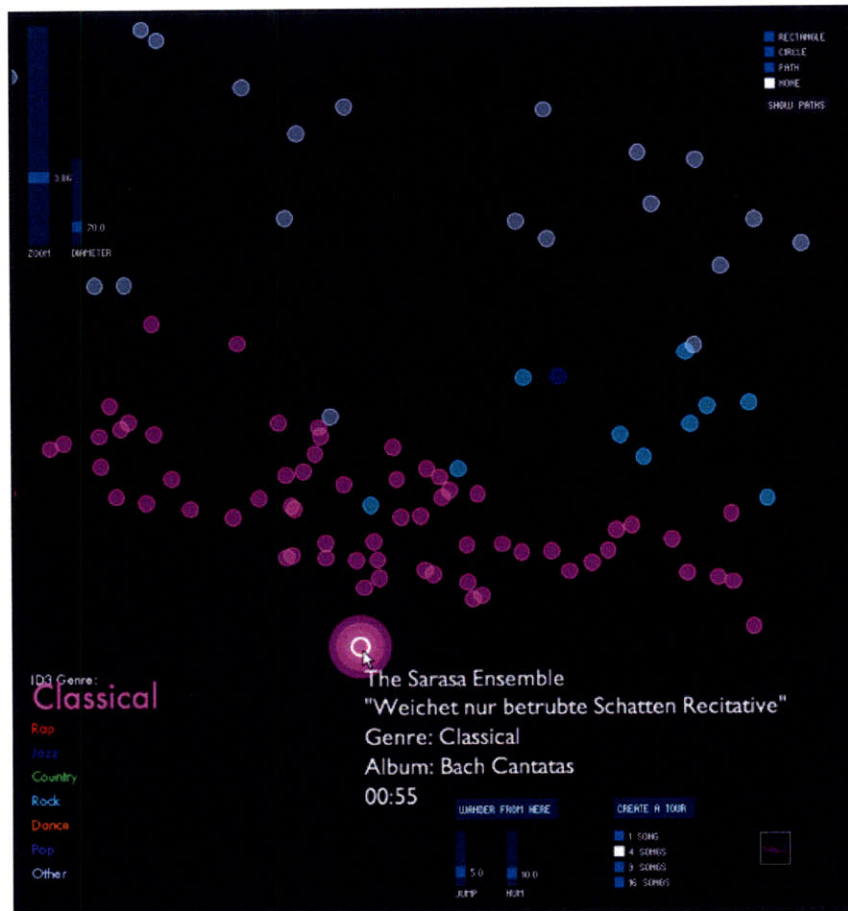 RECTANGLE
CIRCLE
PATH
NONE
SHOW PATHS
3.86
20.0
ZOOM DIAMETER
ID3 Genre:
Classical
Rap
Jazz
Country
Rock
Dance
Pop
Other
The Sarasa Ensemble
"Weichet nur betrubte Schatten Recitative"
Genre: Classical
Album: Bach Cantatas
00:55
WANDER FROM HERE
5.0 10.0
JUMP NUM
CREATE A TOUR
1 SONG
4 SONGS
9 SONGS
16 SONGS